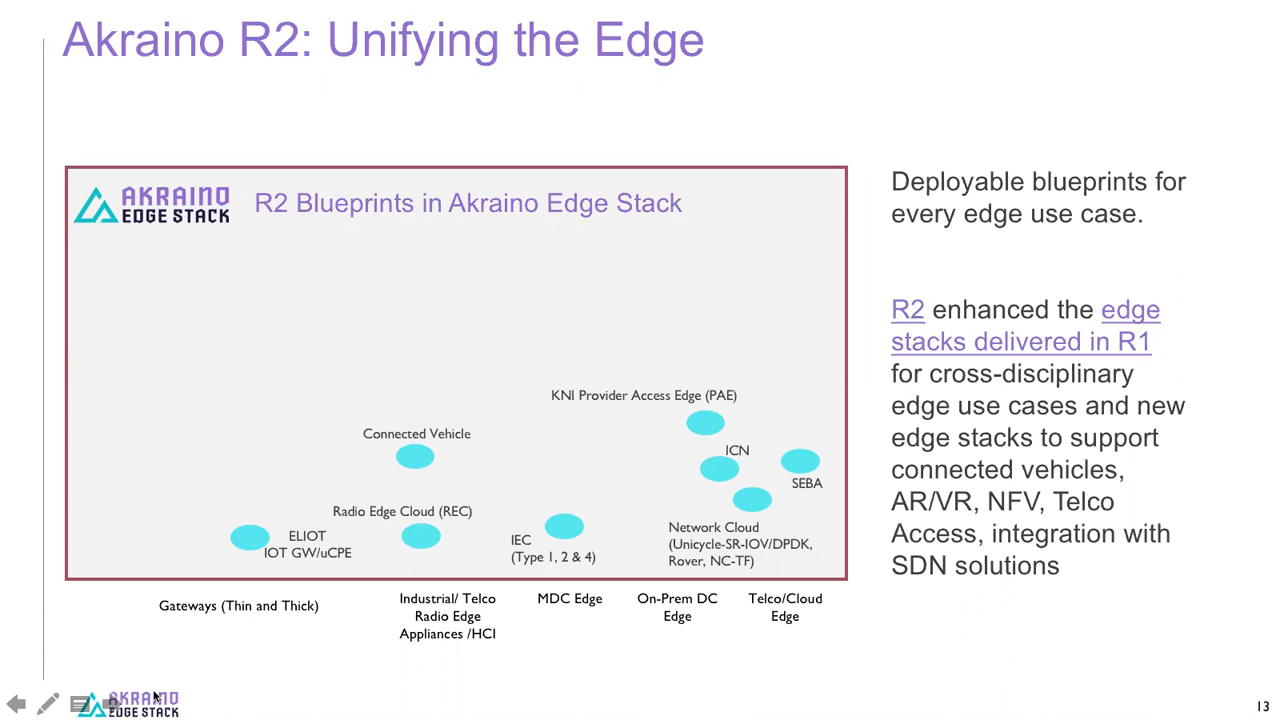 Akraino R2: Unifying the Edge
AKRAINO
EDGE STACK
R2 Blueprints in Akraino Edge Stack
KNI Provider Access Edge (PAE)
Connected Vehicle
ICN
SEBA
Radio Edge Cloud (REC)
ELIOT
IOT GW/uCPE
IEC
(Type 1, 2 & 4)
Network Cloud
(Unicycle-SR-IOV/DPDK,
Rover, NC-TF)
Gateways (Thin and Thick)
Industrial/ Telco
Radio Edge
Appliances /HCI
MDC Edge
On-Prem DC
Edge
Telco/Cloud
Edge
Deployable blueprints for
every edge use case.
R2 enhanced the edge
stacks delivered in R1
for cross-disciplinary
edge use cases and new
edge stacks to support
connected vehicles,
AR/VR, NFV, Telco
Access, integration with
SDN solutions
AKRAINO
EDGE STACK
13